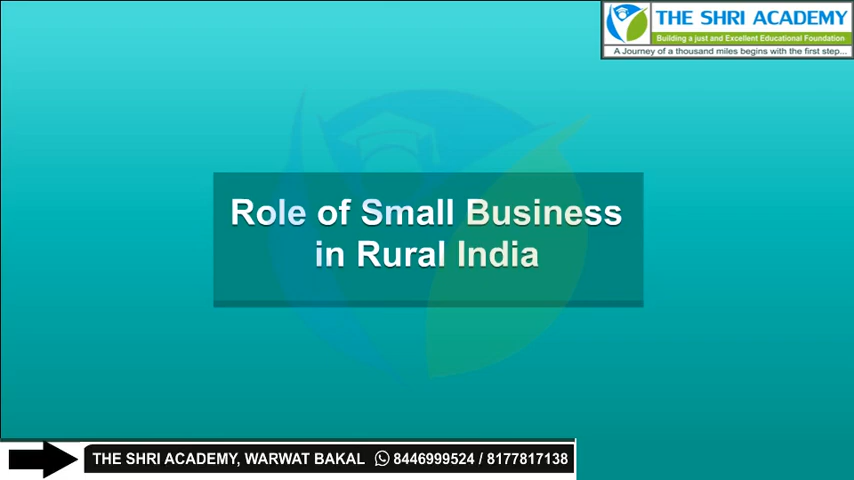 THE SHRI ACADEMY
Building a just and Excellent Educational Foundation
A Journey of a thousand miles begins with the first step...
Role of Small Business
in Rural India
THE SHRI ACADEMY, WARWAT BAKAL 8446999524 / 8177817138